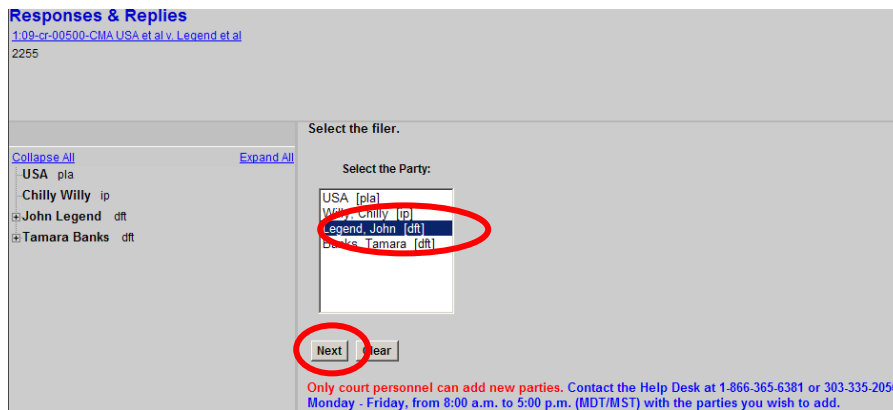 Responses & Replies
1:09-cr-00500-CMA USA et al v. Legend et al
2255
Select the filer.
Collapse All Expand All
USA pla
Chilly Willy ip
John Legend dft
Tamara Banks dft
Select the Party:
USA [pla]
Willy, Chilly [ip]
Legend, John [dft]
Banks, Tamara [dft]
Next Clear
Only court personnel can add new parties. Contact the Help Desk at 1-866-365-6381 or 303-335-205
Monday - Friday, from 8:00 a.m. to 5:00 p.m. (MDT/MST) with the parties you wish to add.